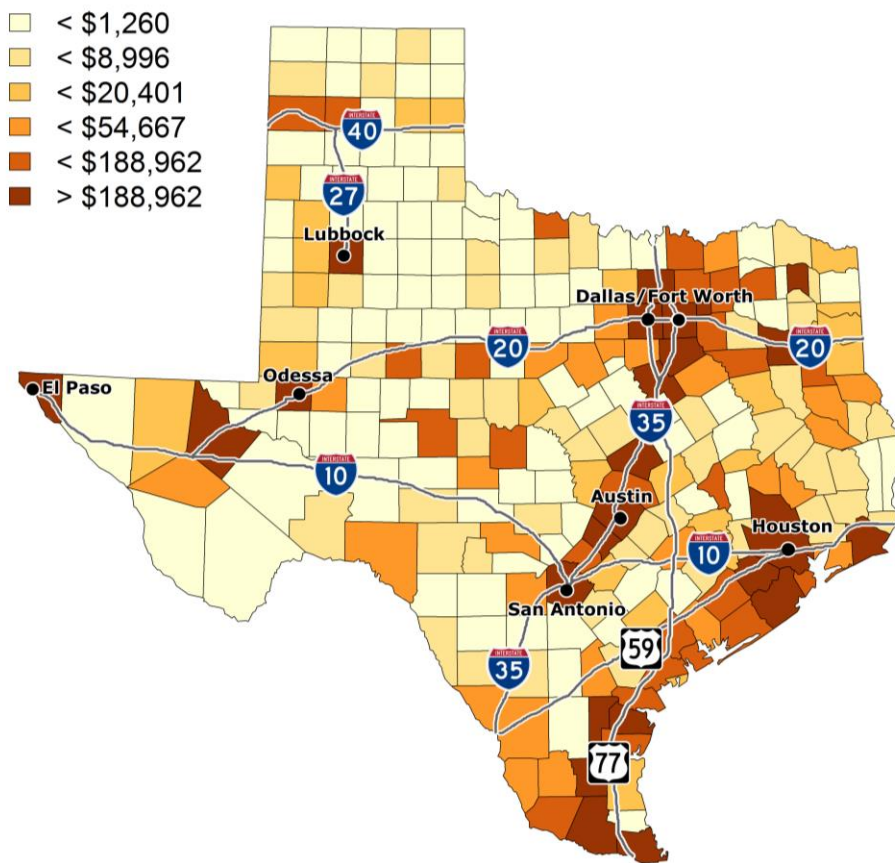 < $1,260
< $8,996
< $20,401
< $54,667
< $188,962
> $188,962
INTERSTATE
40
INTERSTATE
27
Lubbock
Dallas/Fort Worth
INTERSTATE
20
INTERSTATE
20
Odessa
El Paso
INTERSTATE
35
INTERSTATE
10
Austin
Houston
INTERSTATE
10
San Antonio
59
INTERSTATE
35
77